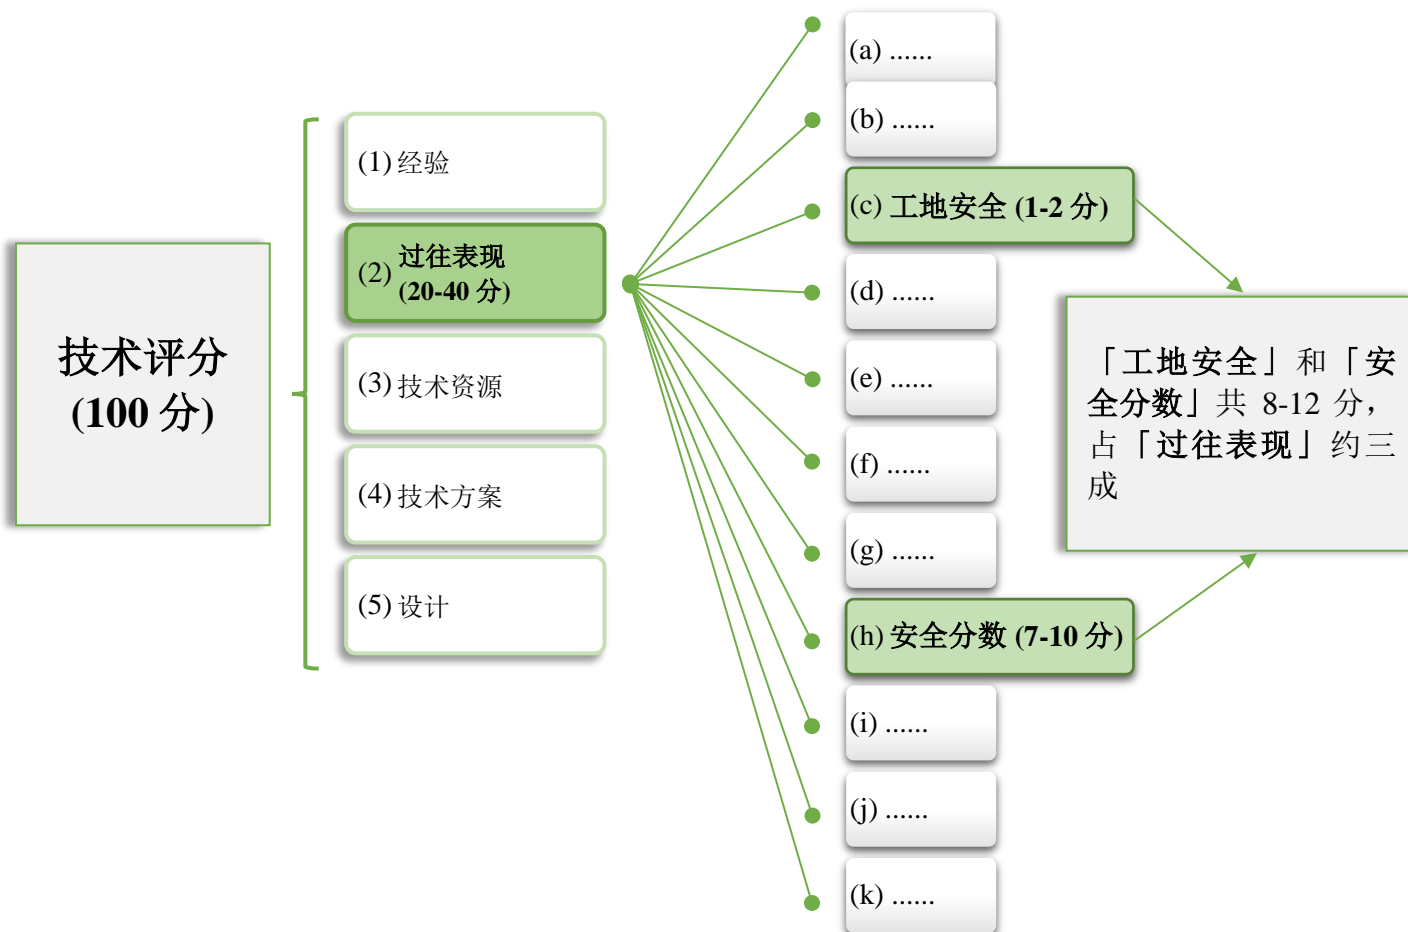 技术评分
(100 分)
(1) 经验
(2) 过往表现
(20-40 分)
(3) 技术资源
(4) 技术方案
(5) 设计
(a) ......
(b) ......
(c) 工地安全 (1-2 分)
(d) ......
(e) ......
(f) ......
(g) ......
(h) 安全分数 (7-10 分)
(i) ......
(j) ......
(k) ......
「工地安全」和「安
全分数」共 8-12 分，
占「过往表现」约三
成